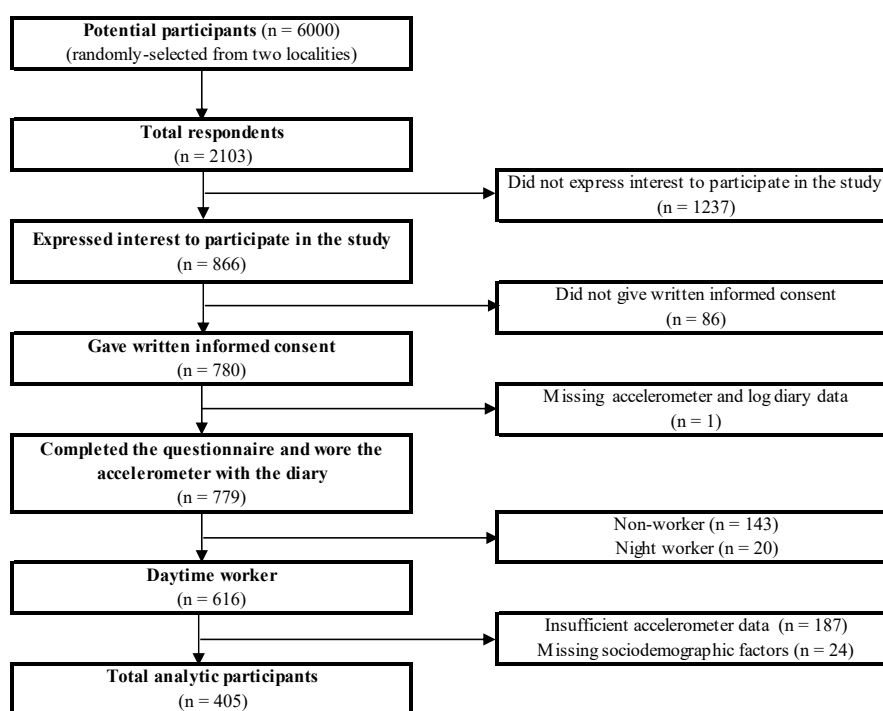 Potential participants (n = 6000)
(randomly-selected from two localities)
Total respondents
(n = 2103)
Did not express interest to participate in the study
(n = 1237)
Expressed interest to participate in the study
(n = 866)
Did not give written informed consent
(n = 86)
Gave written informed consent
(n = 780)
Missing accelerometer and log diary data
(n = 1)
Completed the questionnaire and wore the
accelerometer with the diary
(n = 779)
Non-worker (n = 143)
Night worker (n = 20)
Daytime worker
(n = 616)
Insufficient accelerometer data (n = 187)
Missing sociodemographic factors (n = 24)
Total analytic participants
(n = 405)